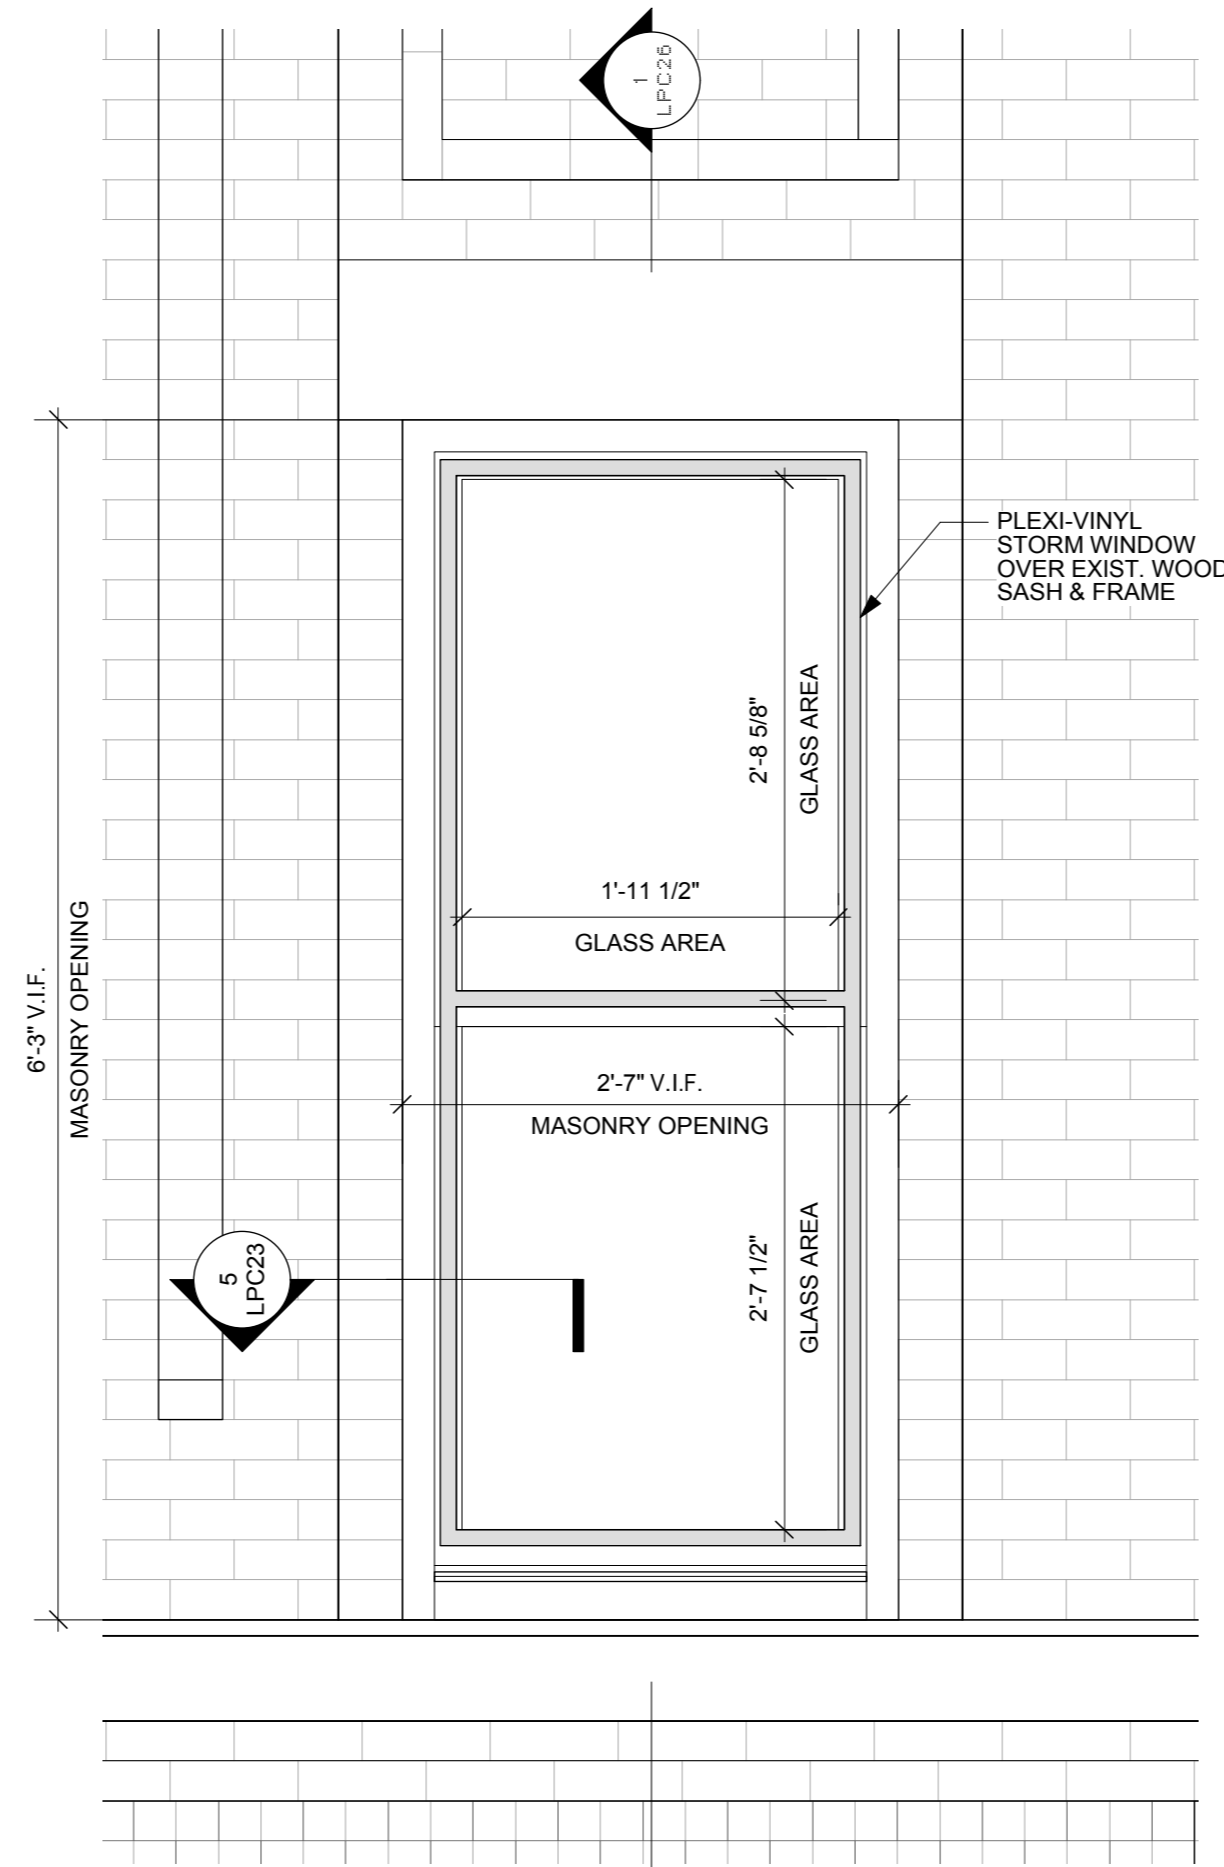 1
LPC26
PLEXI-VINYL
STORM WINDOW
OVER EXIST. WOOD
SASH & FRAME
2'-8 5/8"
GLASS AREA
1'-11 1/2"
GLASS AREA
6'-3" V.I.F.
MASONRY OPENING
2'-7" V.I.F.
MASONRY OPENING
2'-7 1/2"
GLASS AREA
5
LPC23